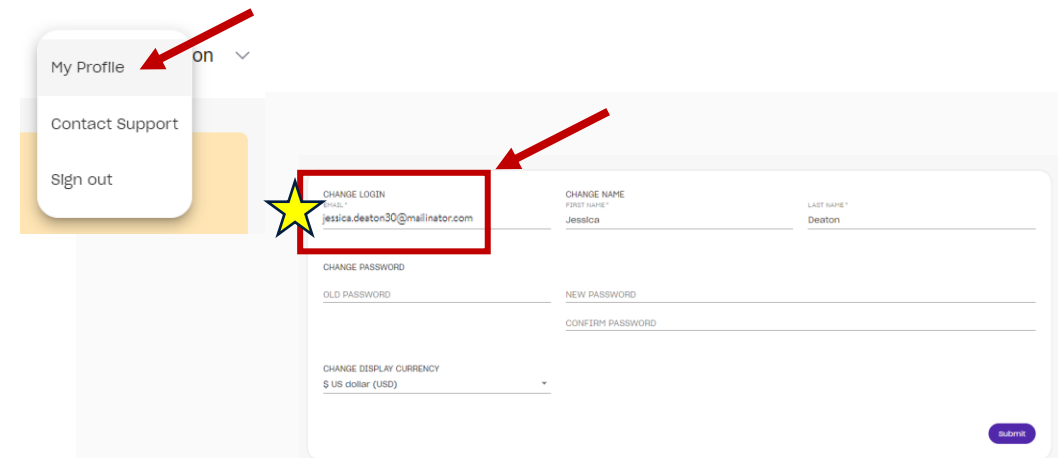 on
My Profile
Contact Support
Sign out
CHANGE LOGIN
EMAIL *
jessica.deaton30@mailinator.com
CHANGE NAME
FIRST NAME *
Jessica
LAST NAME *
Deaton
CHANGE PASSWORD
OLD PASSWORD
NEW PASSWORD
CONFIRM PASSWORD
CHANGE DISPLAY CURRENCY
$ US dollar (USD)
Submit